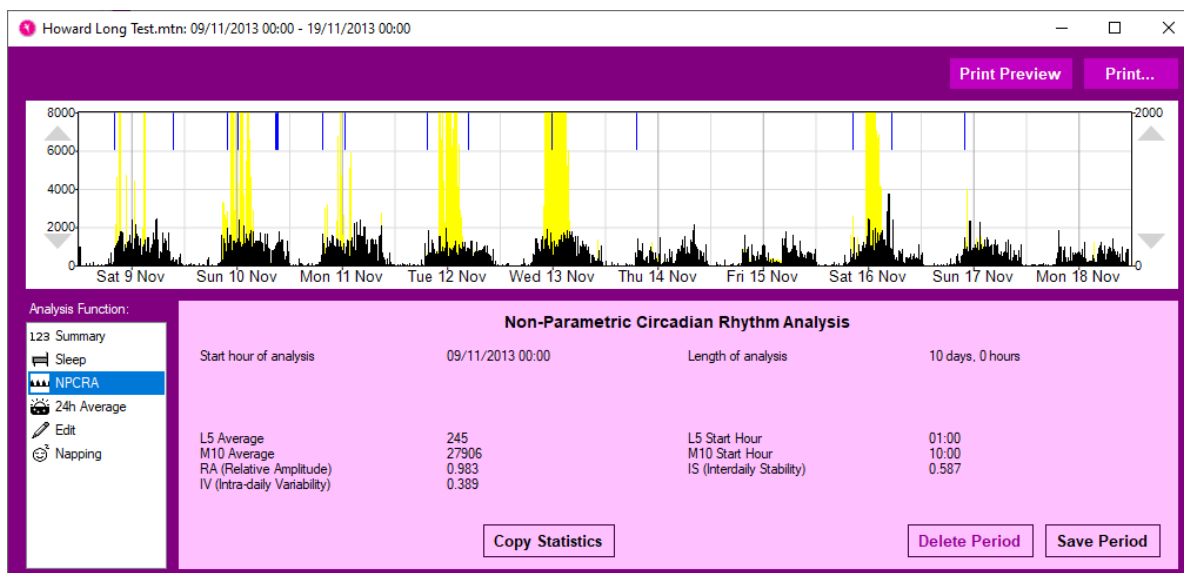 Howard Long Test.mtn: 09/11/2013 00:00 - 19/11/2013 00:00
Print Preview Print...
8000 2000
6000
4000
2000
0 0
Sat 9 Nov Sun 10 Nov Mon 11 Nov Tue 12 Nov Wed 13 Nov Thu 14 Nov Fri 15 Nov Sat 16 Nov Sun 17 Nov Mon 18 Nov
Analysis Function:
123 Summary
Sleep
NPCRA
24h Average
Edit
Napping
Non-Parametric Circadian Rhythm Analysis
Start hour of analysis 09/11/2013 00:00 Length of analysis 10 days, 0 hours
L5 Average 245 L5 Start Hour 01:00
M10 Average 27906 M10 Start Hour 10:00
RA (Relative Amplitude) 0.983 IS (Interdaily Stability) 0.587
IV (Intra-daily Variability) 0.389
Copy Statistics Delete Period Save Period